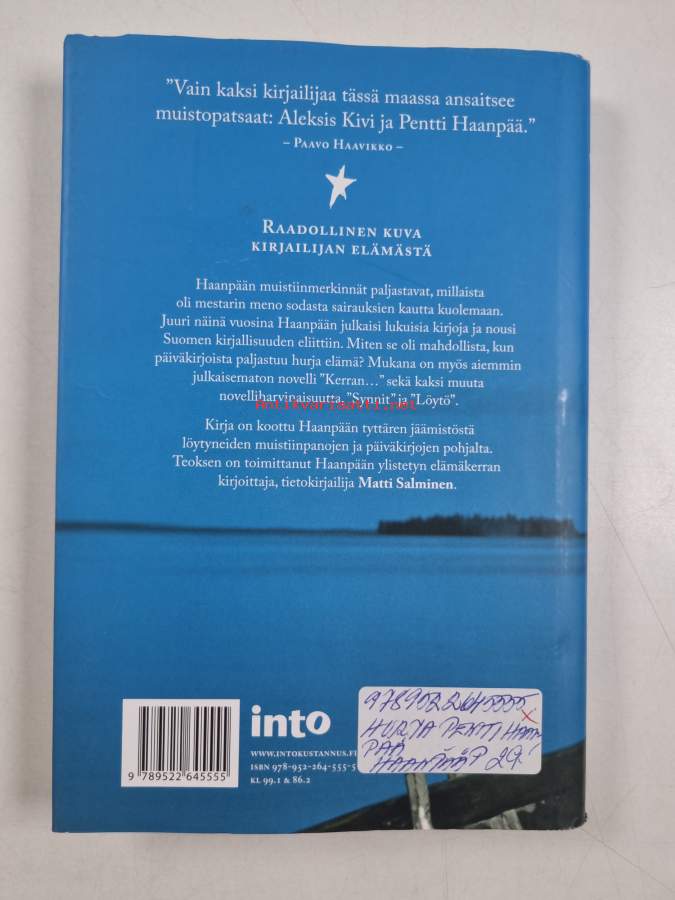 ”Vain kaksi kirjailijaa tässä maassa ansaitsee
muistopatsaat: Aleksis Kivi ja Pentti Haanpää.”
– Paavo Haavikko –
Raadollinen kuva
kirjailijan elämästä
Haanpään muistiinmerkinnät paljastavat, millaista
oli mestarin meno sodasta sairauksien kautta kuolemaan.
Juuri näinä vuosina Haanpään julkaisi lukuisia kirjoja ja nousi
Suomen kirjallisuuden eliittiin. Miten se oli mahdollista, kun
päiväkirjoista paljastuu hurja elämä? Mukana on myös aiemmin
julkaisematon novelli ”Kerran…” sekä kaksi muuta
novelliharvinaisuutta, ”Synnit” ja ”Löytö”.
Antikvariaatti.net
Kirja on koottu Haanpään tyttären jäämistöstä
löytyneiden muistiinpanojen ja päiväkirjojen pohjalta.
Teoksen on toimittanut Haanpään ylistetyn elämäkerran
kirjoittaja, tietokirjailija Matti Salminen.
into
www.intokustannus.fi
ISBN 978-952-264-555-5
KL 99.1 & 86.2
9 789522 645555
9789522645555
x
HURJA PENTTI HAAN
PÄÄ
HAANPÄÄ P 29.